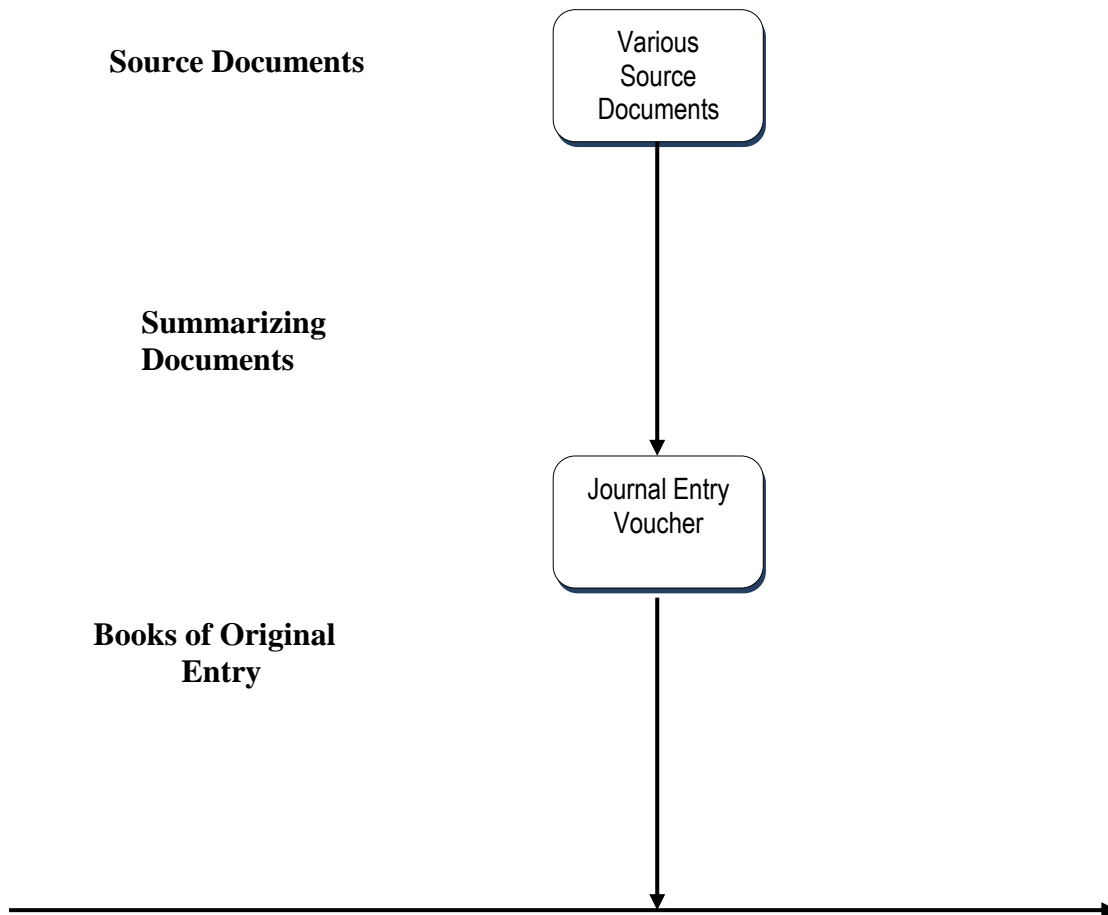 Source Documents
Various
Source
Documents
Summarizing
Documents
Journal Entry
Voucher
Books of Original
Entry